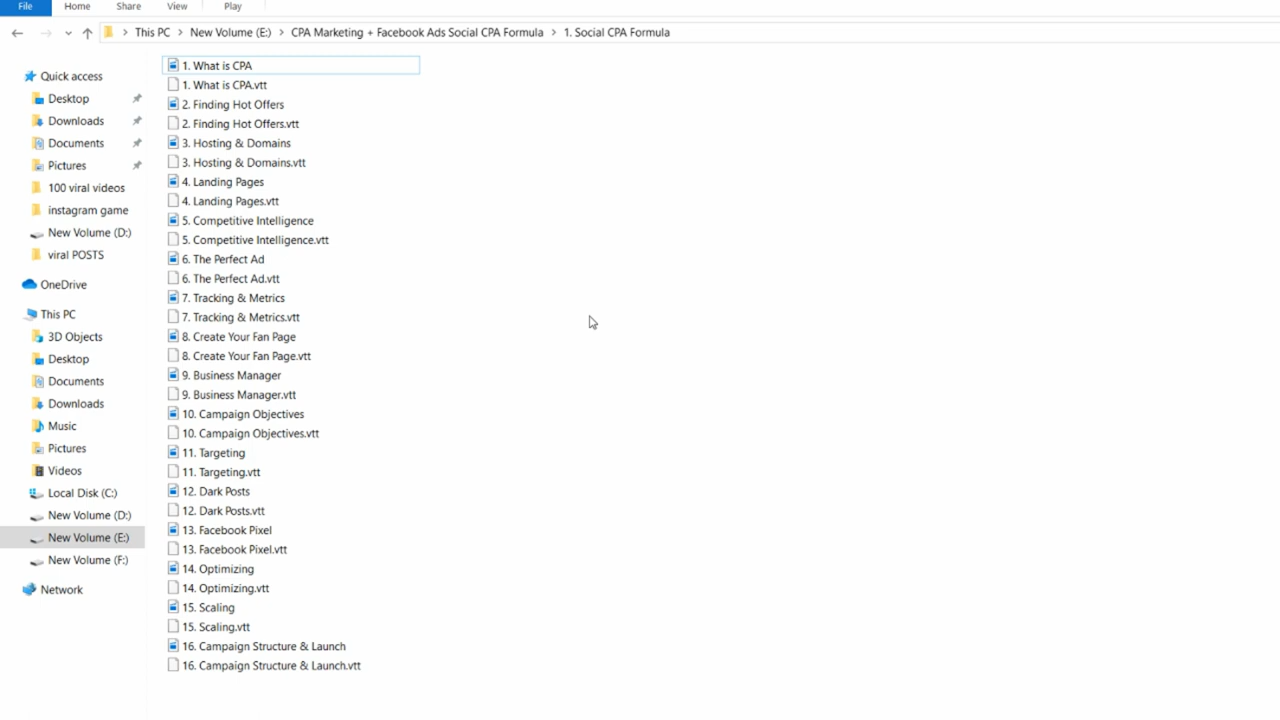 File Home Share View Play
This PC > New Volume (E:) > CPA Marketing + Facebook Ads Social CPA Formula > 1. Social CPA Formula
Quick access
Desktop
Downloads
Documents
Pictures
100 viral videos
instagram game
New Volume (D:)
viral POSTS
OneDrive
This PC
3D Objects
Desktop
Documents
Downloads
Music
Pictures
Videos
Local Disk (C:)
New Volume (D:)
New Volume (E:)
New Volume (F:)
Network
1. What is CPA
1. What is CPA.vtt
2. Finding Hot Offers
2. Finding Hot Offers.vtt
3. Hosting & Domains
3. Hosting & Domains.vtt
4. Landing Pages
4. Landing Pages.vtt
5. Competitive Intelligence
5. Competitive Intelligence.vtt
6. The Perfect Ad
6. The Perfect Ad.vtt
7. Tracking & Metrics
7. Tracking & Metrics.vtt
8. Create Your Fan Page
8. Create Your Fan Page.vtt
9. Business Manager
9. Business Manager.vtt
10. Campaign Objectives
10. Campaign Objectives.vtt
11. Targeting
11. Targeting.vtt
12. Dark Posts
12. Dark Posts.vtt
13. Facebook Pixel
13. Facebook Pixel.vtt
14. Optimizing
14. Optimizing.vtt
15. Scaling
15. Scaling.vtt
16. Campaign Structure & Launch
16. Campaign Structure & Launch.vtt